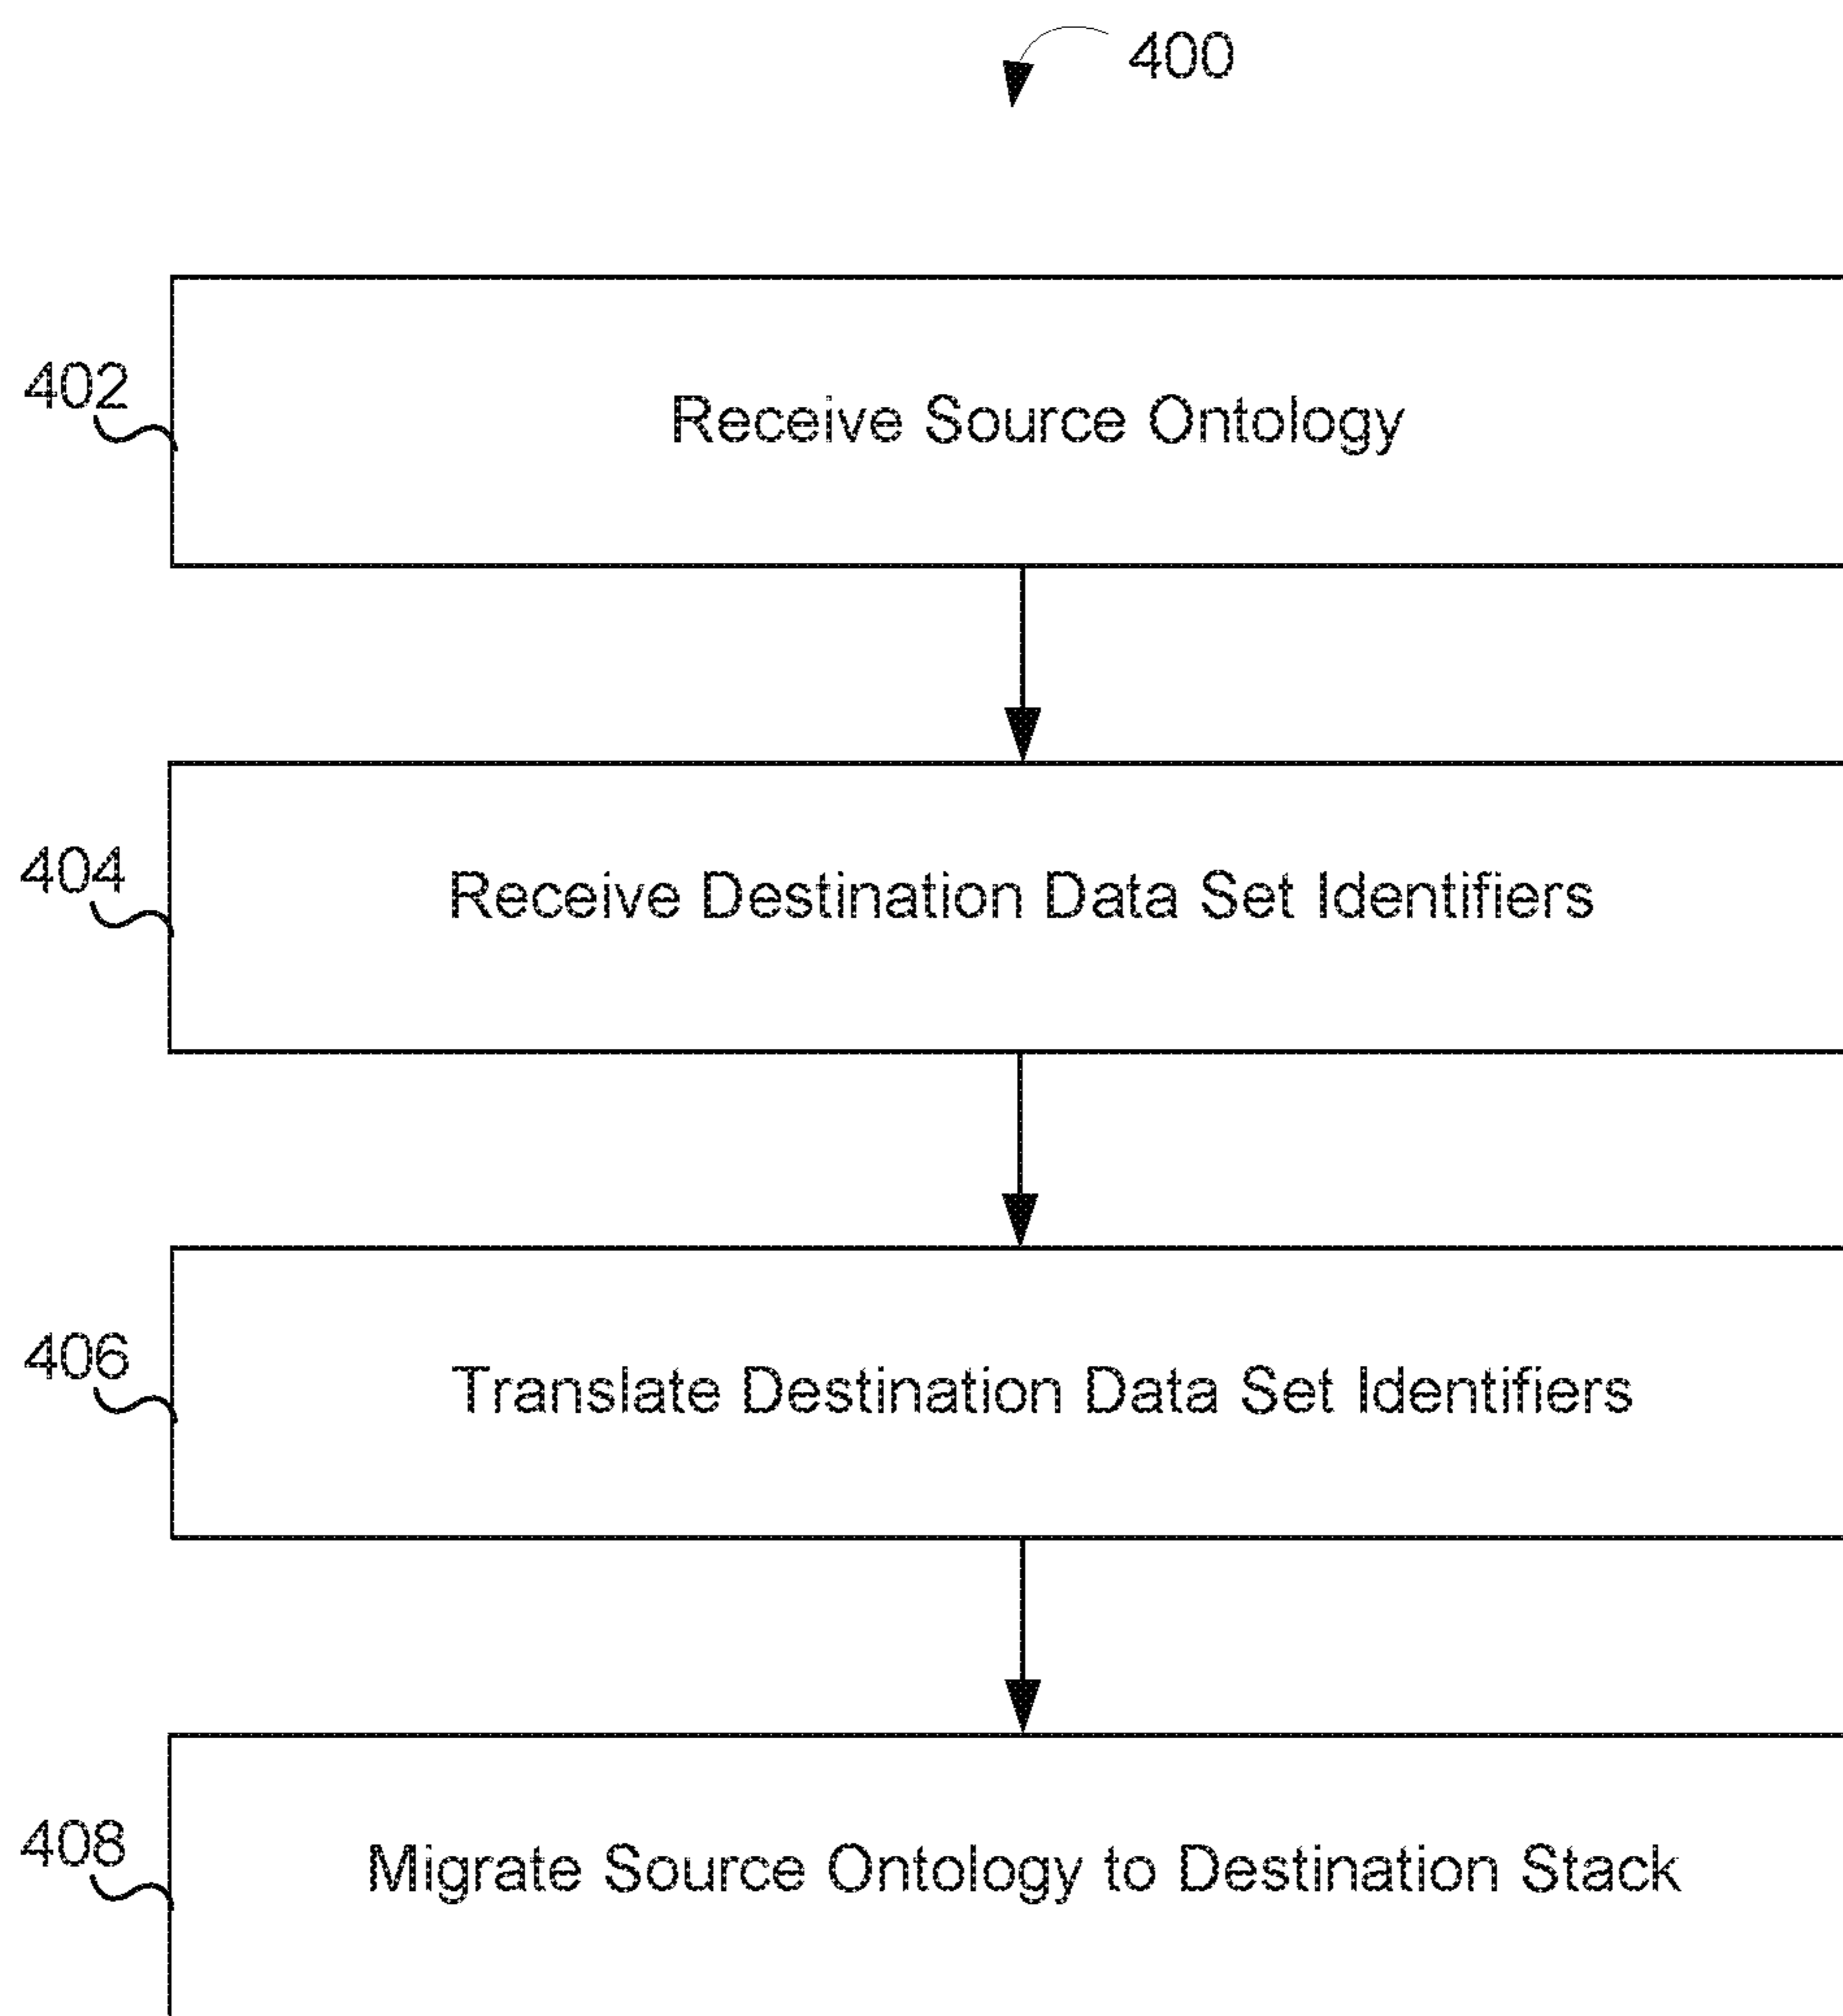 400
402
Receive Source Ontology
404
Receive Destination Data Set Identifiers
406
Translate Destination Data Set Identifiers
408
Migrate Source Ontology to Destination Stack